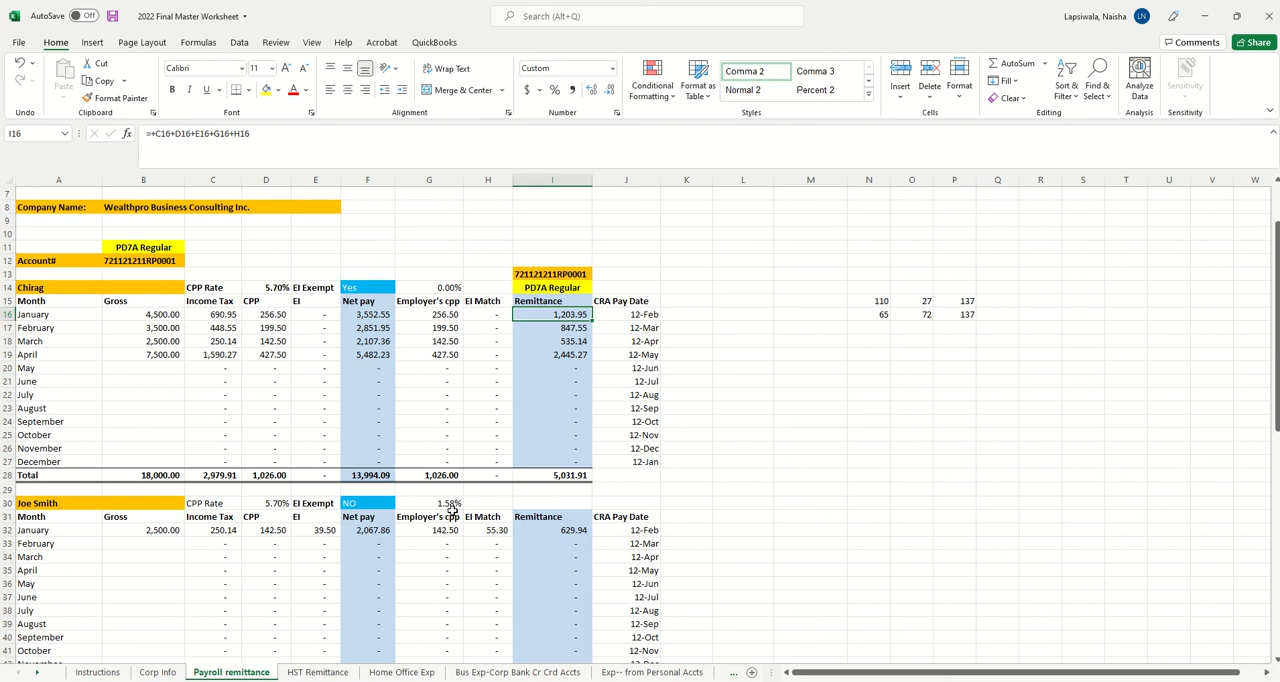 AutoSave Off 2022 Final Master Worksheet Search (Alt+Q) Lapsiwala, Naisha LN
File Home Insert Page Layout Formulas Data Review View Help Acrobat QuickBooks Comments Share
Undo
Paste Cut Copy Format Painter Clipboard
Calibri 11 B I U Font
Wrap Text Merge & Center Alignment
Custom $ % Number
Conditional Formatting Format as Table Comma 2 Comma 3 Normal 2 Percent 2 Styles
Insert Delete Format Cells
AutoSum Fill Clear Sort & Filter Find & Select Editing
Analyze Data Analysis Sensitivity Sensitivity
I16 fx =+C16+D16+E16+G16+H16
A B C D E F G H I J K L M N O P Q R S T U V W
7
8 Company Name: Wealthpro Business Consulting Inc.
9
10
11 PD7A Regular
12 Account# 721121211RP0001
13 721121211RP0001
14 Chirag CPP Rate 5.70% EI Exempt Yes 0.00% PD7A Regular
15 Month Gross Income Tax CPP EI Net pay Employer's cpp EI Match Remittance CRA Pay Date 110 27 137
16 January 4,500.00 690.95 256.50 - 3,552.55 256.50 - 1,203.95 12-Feb 65 72 137
17 February 3,500.00 448.55 199.50 - 2,851.95 199.50 - 847.55 12-Mar
18 March 2,500.00 250.14 142.50 - 2,107.36 142.50 - 535.14 12-Apr
19 April 7,500.00 1,590.27 427.50 - 5,482.23 427.50 - 2,445.27 12-May
20 May - - - - - - - 12-Jun
21 June - - - - - - - 12-Jul
22 July - - - - - - - 12-Aug
23 August - - - - - - - 12-Sep
24 September - - - - - - - 12-Oct
25 October - - - - - - - 12-Nov
26 November - - - - - - - 12-Dec
27 December - - - - - - - 12-Jan
28 Total 18,000.00 2,979.91 1,026.00 - 13,994.09 1,026.00 - 5,031.91
29
30 Joe Smith CPP Rate 5.70% EI Exempt NO 1.58%
31 Month Gross Income Tax CPP EI Net pay Employer's cpp EI Match Remittance CRA Pay Date
32 January 2,500.00 250.14 142.50 39.50 2,067.86 142.50 55.30 629.94 12-Feb
33 February - - - - - - - 12-Mar
34 March - - - - - - - 12-Apr
35 April - - - - - - - 12-May
36 May - - - - - - - 12-Jun
37 June - - - - - - - 12-Jul
38 July - - - - - - - 12-Aug
39 August - - - - - - - 12-Sep
40 September - - - - - - - 12-Oct
41 October - - - - - - - 12-Nov
Instructions Corp Info Payroll remittance HST Remittance Home Office Exp Bus Exp-Corp Bank Cr Crd Accts Exp-- from Personal Accts ...